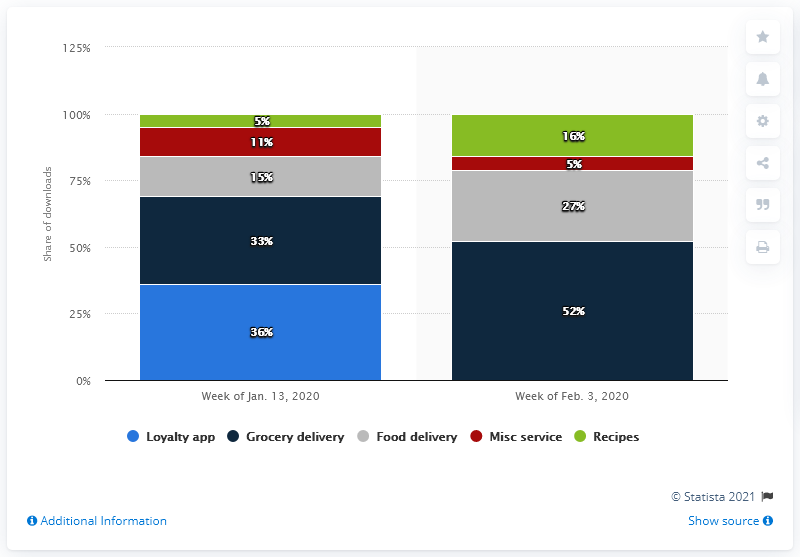 125%
100%
75%
50%
25%
0%
Share of downloads
5%
11%
15%
33%
36%
16%
5%
27%
52%
Week of Jan. 13, 2020
Week of Feb. 3, 2020
Loyalty app Grocery delivery Food delivery Misc service Recipes
© Statista 2021
Additional Information
Show source